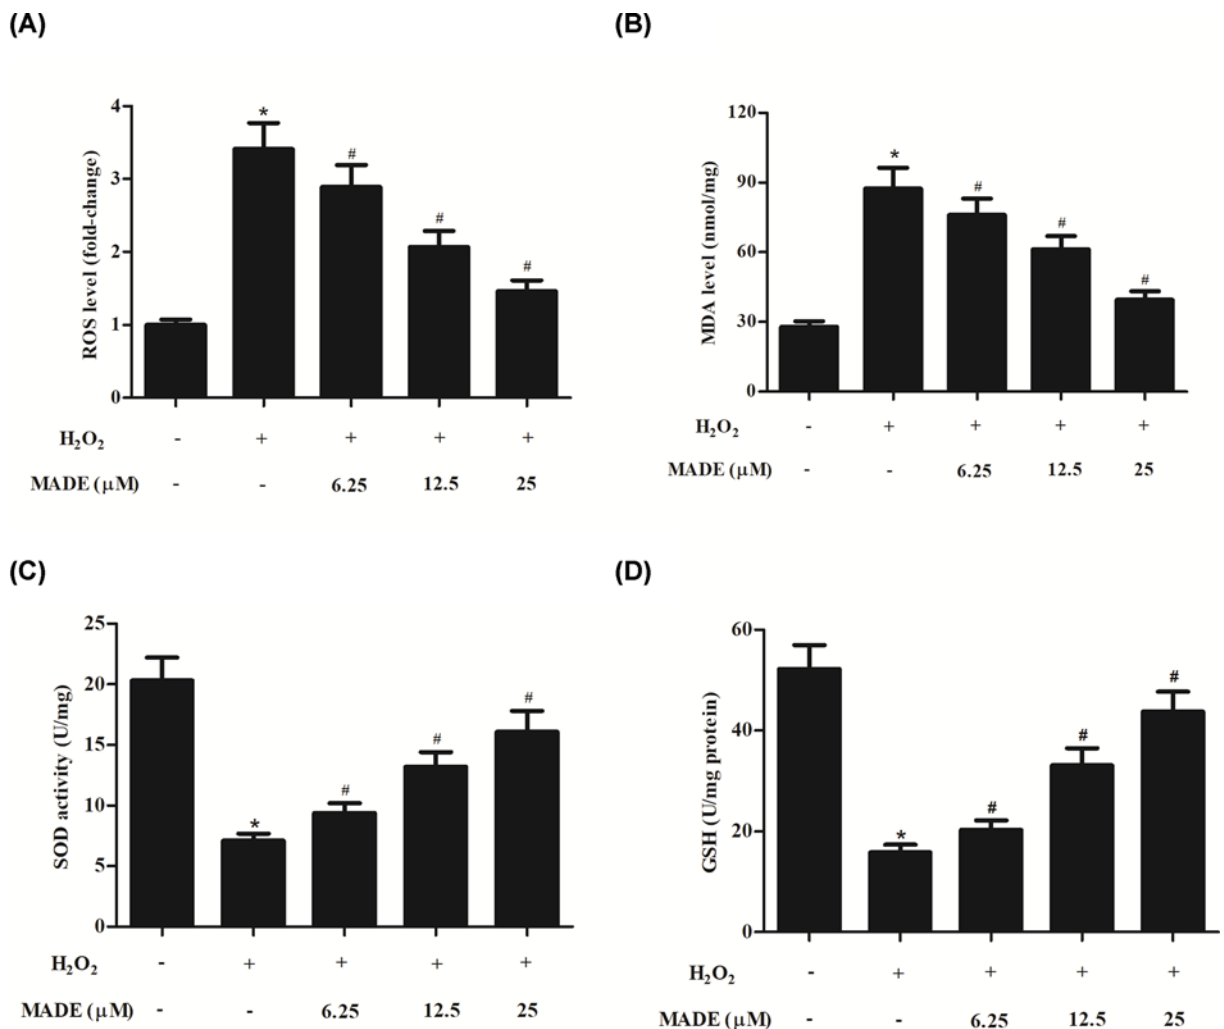 (A)
ROS level (fold-change)
4
3
2
1
0
*
#
#
#
H₂O₂ - + + + +
MADE (μM) - - 6.25 12.5 25
(B)
MDA level (nmol/mg)
120
90
60
30
0
*
#
#
#
H₂O₂ - + + + +
MADE (μM) - - 6.25 12.5 25
(C)
SOD activity (U/mg)
25
20
15
10
5
0
*
#
#
#
H₂O₂ - + + + +
MADE (μM) - - 6.25 12.5 25
(D)
GSH (U/mg protein)
60
40
20
0
*
#
#
#
H₂O₂ - + + + +
MADE (μM) - - 6.25 12.5 25